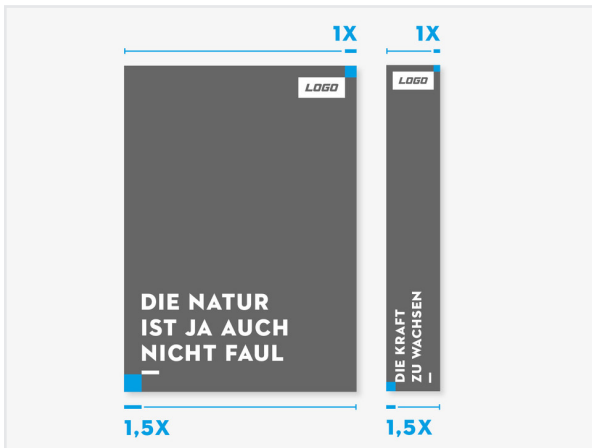 1X
1X
LOGO
LOGO
DIE NATUR
IST JA AUCH
NICHT FAUL
DIE KRAFT
ZU WACHSEN
1,5X
1,5X